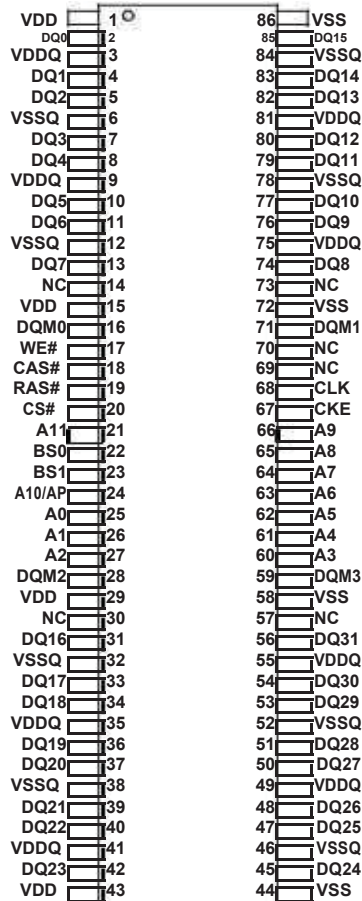 VDD 1 86 VSS
DQ0 2 85 DQ15
VDDQ 3 84 VSSQ
DQ1 4 83 DQ14
DQ2 5 82 DQ13
VSSQ 6 81 VDDQ
DQ3 7 80 DQ12
DQ4 8 79 DQ11
VDDQ 9 78 VSSQ
DQ5 10 77 DQ10
DQ6 11 76 DQ9
VSSQ 12 75 VDDQ
DQ7 13 74 DQ8
NC 14 73 NC
VDD 15 72 VSS
DQM0 16 71 DQM1
WE# 17 70 NC
CAS# 18 69 NC
RAS# 19 68 CLK
CS# 20 67 CKE
A11 21 66 A9
BS0 22 65 A8
BS1 23 64 A7
A10/AP 24 63 A6
A0 25 62 A5
A1 26 61 A4
A2 27 60 A3
DQM2 28 59 DQM3
VDD 29 58 VSS
NC 30 57 NC
DQ16 31 56 DQ31
VSSQ 32 55 VDDQ
DQ17 33 54 DQ30
DQ18 34 53 DQ29
VDDQ 35 52 VSSQ
DQ19 36 51 DQ28
DQ20 37 50 DQ27
VSSQ 38 49 VDDQ
DQ21 39 48 DQ26
DQ22 40 47 DQ25
VDDQ 41 46 VSSQ
DQ23 42 45 DQ24
VDD 43 44 VSS